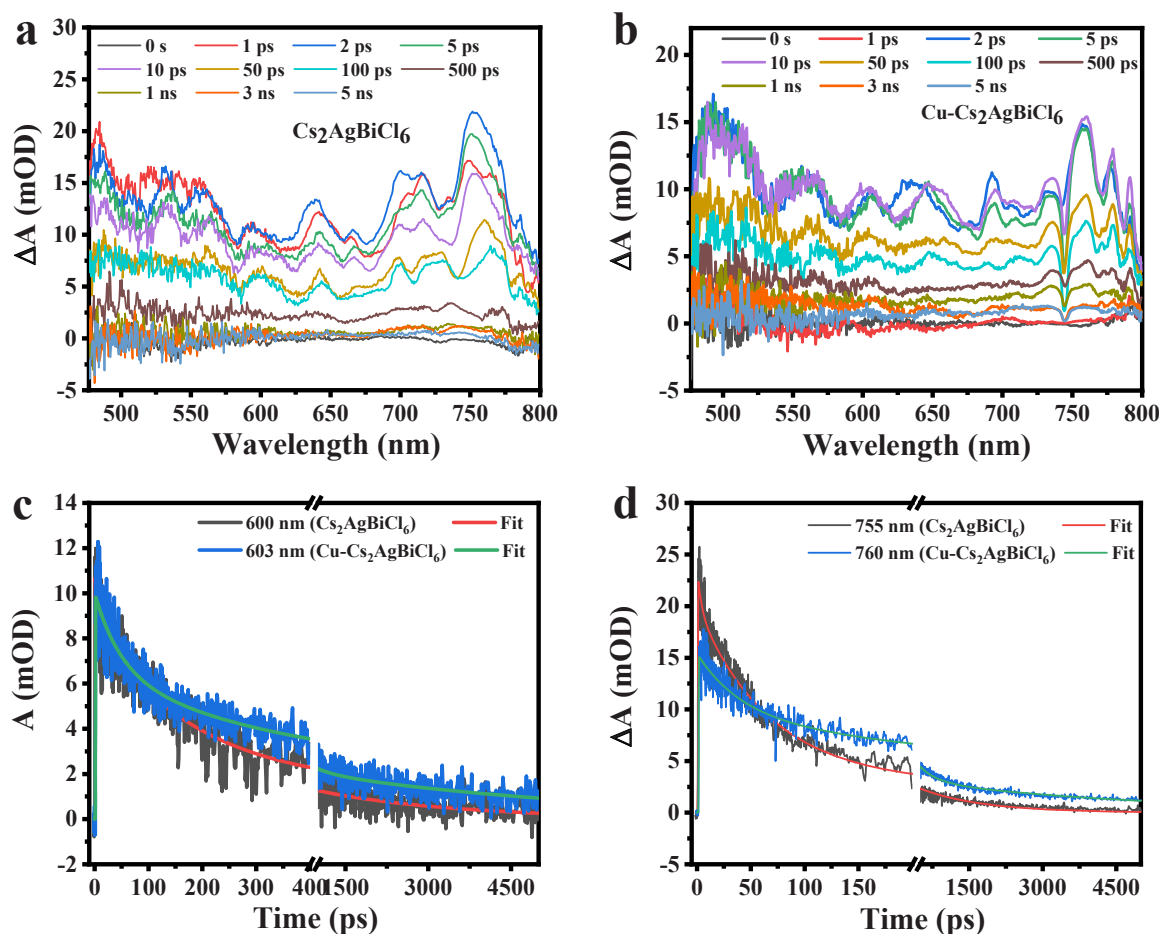 a
30
25
20
15
10
5
0
-5
0 s 1 ps 2 ps 5 ps
10 ps 50 ps 100 ps 500 ps
1 ns 3 ns 5 ns
Cs₂AgBiCl₆
ΔA (mOD)
500 550 600 650 700 750 800
Wavelength (nm)
b
20
15
10
5
0
-5
0 s 1 ps 2 ps 5 ps
10 ps 50 ps 100 ps 500 ps
1 ns 3 ns 5 ns
Cu-Cs₂AgBiCl₆
ΔA (mOD)
500 550 600 650 700 750 800
Wavelength (nm)
c
14
12
10
8
6
4
2
0
-2
600 nm (Cs₂AgBiCl₆) Fit
603 nm (Cu-Cs₂AgBiCl₆) Fit
A (mOD)
0 100 200 300 400 1500 3000 4500
Time (ps)
d
30
25
20
15
10
5
0
-5
755 nm (Cs₂AgBiCl₆) Fit
760 nm (Cu-Cs₂AgBiCl₆) Fit
ΔA (mOD)
0 50 100 150 1500 3000 4500
Time (ps)